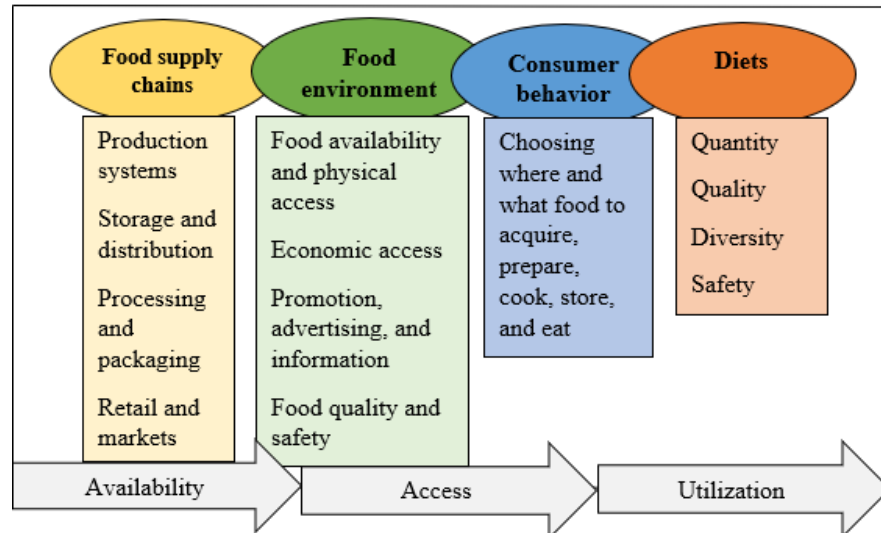 Food supply
chains
Production
systems
Storage and
distribution
Processing
and
packaging
Retail and
markets
Food
environment
Food availability
and physical
access
Economic access
Promotion,
advertising, and
information
Food quality and
safety
Consumer
behavior
Choosing
where and
what food to
acquire,
prepare,
cook, store,
and eat
Diets
Quantity
Quality
Diversity
Safety
Availability
Access
Utilization